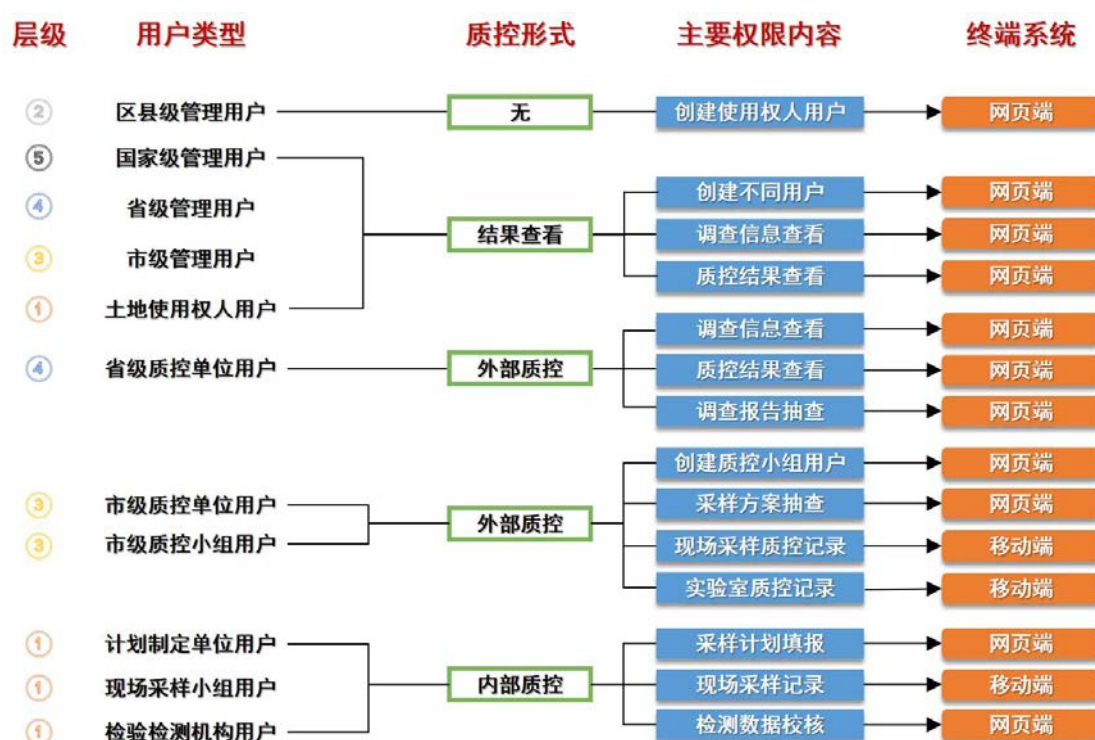 层级 用户类型 质控形式 主要权限内容 终端系统
② 区县级管理用户 无 创建使用权人用户 网页端
⑤ 国家级管理用户
创建不同用户 网页端
④ 省级管理用户
结果查看 调查信息查看 网页端
③ 市级管理用户
质控结果查看 网页端
① 土地使用权人用户
调查信息查看 网页端
④ 省级质控单位用户 外部质控 质控结果查看 网页端
调查报告抽查 网页端
创建质控小组用户 网页端
③ 市级质控单位用户 采样方案抽查 网页端
外部质控
③ 市级质控小组用户 现场采样质控记录 移动端
实验室质控记录 移动端
① 计划制定单位用户 采样计划填报 网页端
① 现场采样小组用户 内部质控 现场采样记录 移动端
① 检验检测机构用户 检测数据校核 网页端